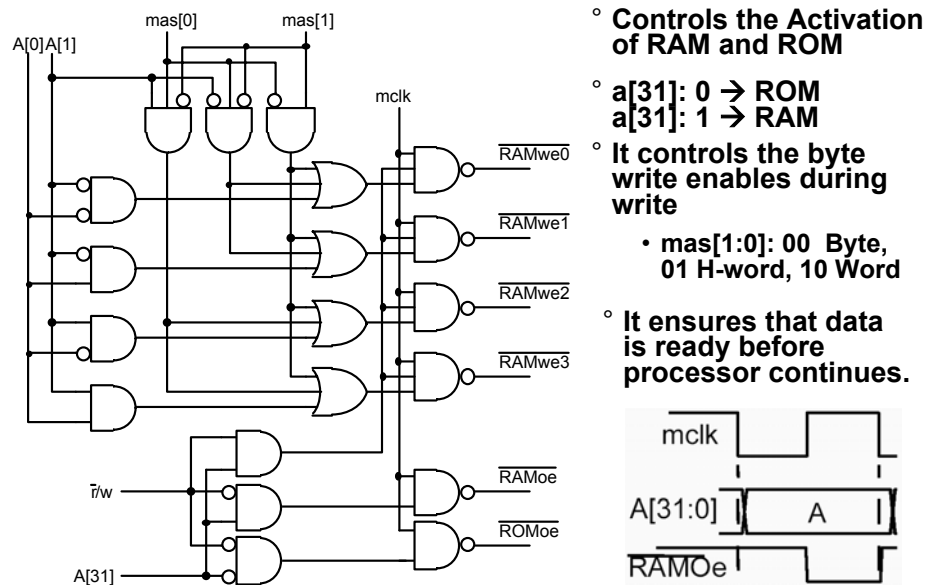 mas[0] mas[1]
A[0]A[1]
mclk
RAMwe0
RAMwe1
RAMwe2
RAMwe3
r/w
RAMoe
ROMoe
A[31]
° Controls the Activation
of RAM and ROM
° a[31]: 0 → ROM
a[31]: 1 → RAM
° It controls the byte
write enables during
write
• mas[1:0]: 00 Byte,
01 H-word, 10 Word
° It ensures that data
is ready before
processor continues.
mclk
A[31:0] A
RAMOe